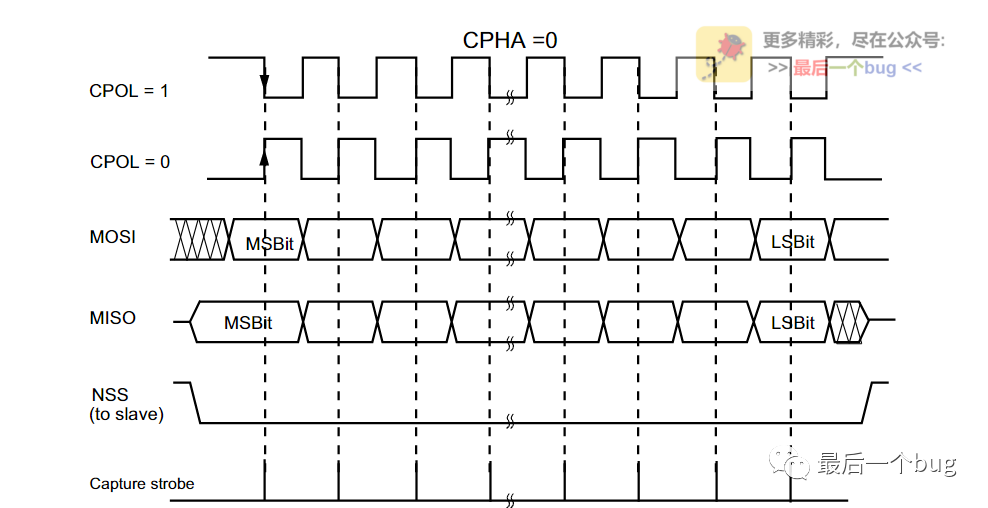 CPHA =0
更多精彩，尽在公众号:
>> 最后一个bug <<
CPOL = 1
CPOL = 0
MOSI
MSBit
LSBit
MISO
MSBit
LSBit
NSS
(to slave)
最后一个bug
Capture strobe